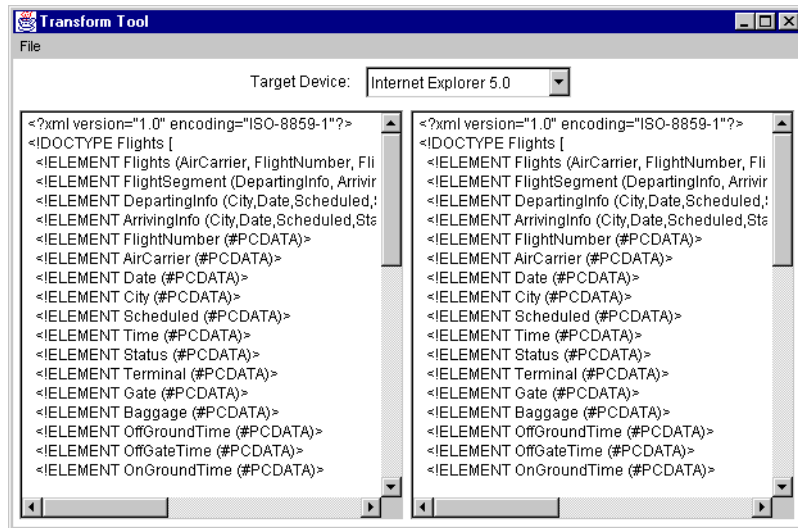 Transform Tool
File
Target Device: Internet Explorer 5.0
<?xml version="1.0" encoding="ISO-8859-1"?>
<!DOCTYPE Flights [
<!ELEMENT Flights (AirCarrier, FlightNumber, Fli
<!ELEMENT FlightSegment (DepartingInfo, Arrivin
<!ELEMENT DepartingInfo (City,Date,Scheduled,S
<!ELEMENT ArrivingInfo (City,Date,Scheduled,Sta
<!ELEMENT FlightNumber (#PCDATA)>
<!ELEMENT AirCarrier (#PCDATA)>
<!ELEMENT Date (#PCDATA)>
<!ELEMENT City (#PCDATA)>
<!ELEMENT Scheduled (#PCDATA)>
<!ELEMENT Time (#PCDATA)>
<!ELEMENT Status (#PCDATA)>
<!ELEMENT Terminal (#PCDATA)>
<!ELEMENT Gate (#PCDATA)>
<!ELEMENT Baggage (#PCDATA)>
<!ELEMENT OffGroundTime (#PCDATA)>
<!ELEMENT OffGateTime (#PCDATA)>
<!ELEMENT OnGroundTime (#PCDATA)>
<?xml version="1.0" encoding="ISO-8859-1"?>
<!DOCTYPE Flights [
<!ELEMENT Flights (AirCarrier, FlightNumber, Fli
<!ELEMENT FlightSegment (DepartingInfo, Arrivin
<!ELEMENT DepartingInfo (City,Date,Scheduled,S
<!ELEMENT ArrivingInfo (City,Date,Scheduled,Sta
<!ELEMENT FlightNumber (#PCDATA)>
<!ELEMENT AirCarrier (#PCDATA)>
<!ELEMENT Date (#PCDATA)>
<!ELEMENT City (#PCDATA)>
<!ELEMENT Scheduled (#PCDATA)>
<!ELEMENT Time (#PCDATA)>
<!ELEMENT Status (#PCDATA)>
<!ELEMENT Terminal (#PCDATA)>
<!ELEMENT Gate (#PCDATA)>
<!ELEMENT Baggage (#PCDATA)>
<!ELEMENT OffGroundTime (#PCDATA)>
<!ELEMENT OffGateTime (#PCDATA)>
<!ELEMENT OnGroundTime (#PCDATA)>